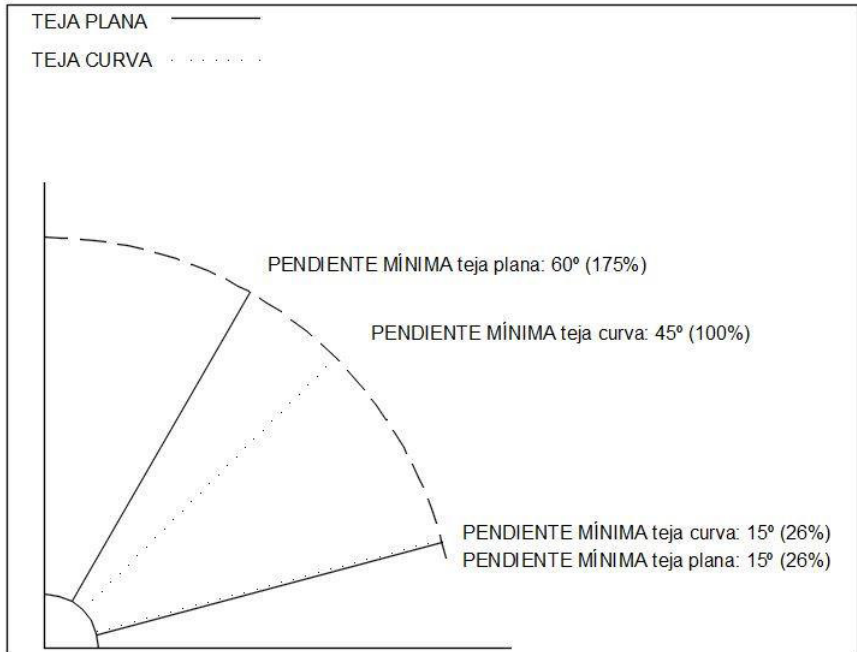 TEJA PLANA
TEJA CURVA
PENDIENTE MÍNIMA teja plana: 60º (175%)
PENDIENTE MÍNIMA teja curva: 45º (100%)
PENDIENTE MÍNIMA teja curva: 15º (26%)
PENDIENTE MÍNIMA teja plana: 15º (26%)